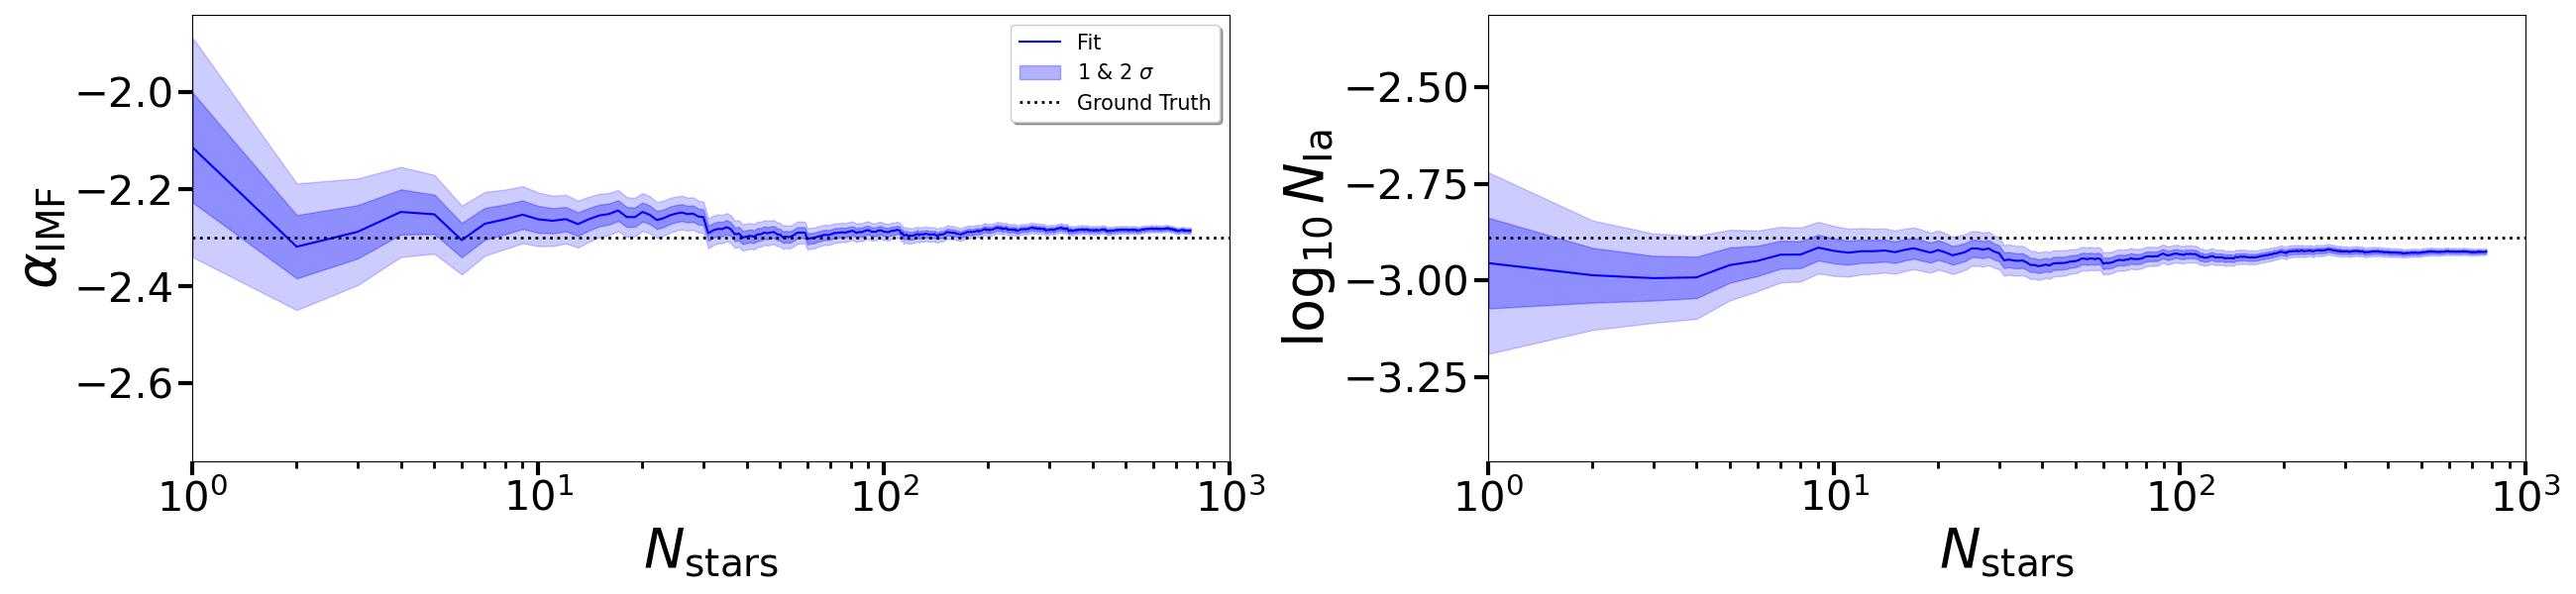 Fit
1 & 2 σ
Ground Truth
−2.0
−2.2
−2.4
−2.6
α_IMF
10^0
10^1
10^2
10^3
N_stars
−2.50
−2.75
−3.00
−3.25
log_10 N_Ia
10^0
10^1
10^2
10^3
N_stars